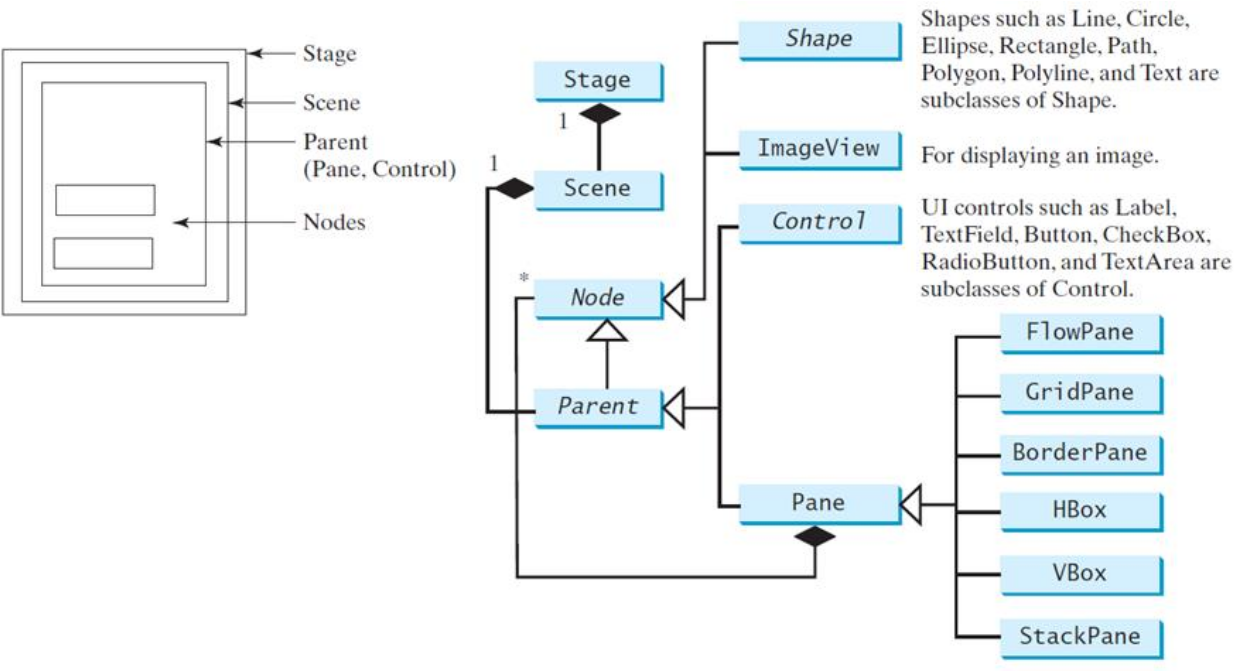 Stage
Scene
Parent
(Pane, Control)
Nodes
Stage
1
1
Scene
*
Node
Parent
Shape
Shapes such as Line, Circle,
Ellipse, Rectangle, Path,
Polygon, Polyline, and Text are
subclasses of Shape.
ImageView
For displaying an image.
Control
UI controls such as Label,
TextField, Button, CheckBox,
RadioButton, and TextArea are
subclasses of Control.
Pane
FlowPane
GridPane
BorderPane
HBox
VBox
StackPane